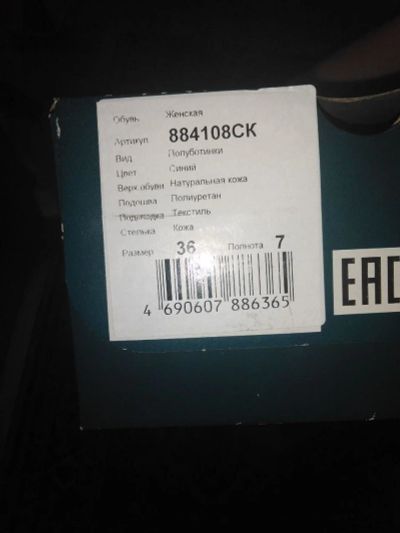 Обувь Женская
Артикул 884108СК
Вид Полуботинки
Цвет Синий
Верх обуви Натуральная кожа
Подошва Полиуретан
Подкладка Текстиль
Стелька Кожа
Размер 36 Полнота 7
4 690607 886365
EAC